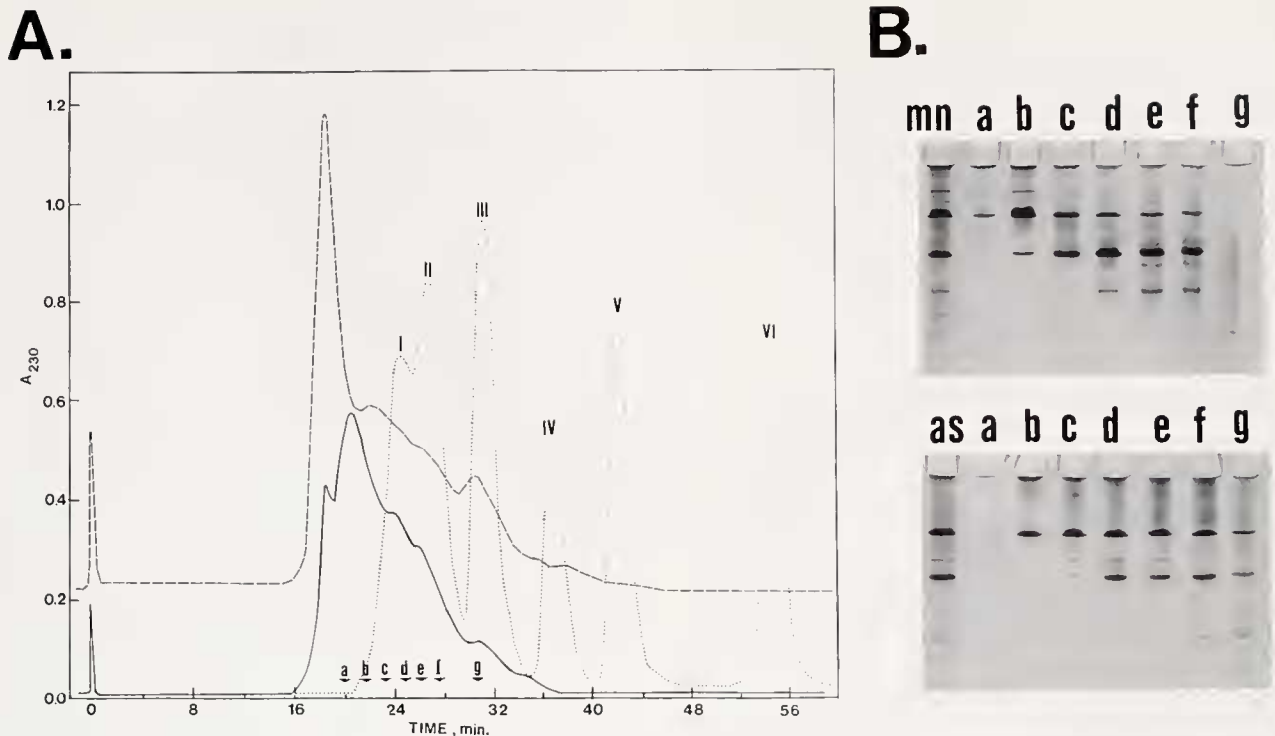 A.
B.
1.2
1.0
0.8
0.6
0.4
0.2
0.0
A230
I
II
III
IV
V
VI
a b c d e f g
0 8 16 24 32 40 48 56
TIME, min.
mn a b c d e f g
as a b c d e f g